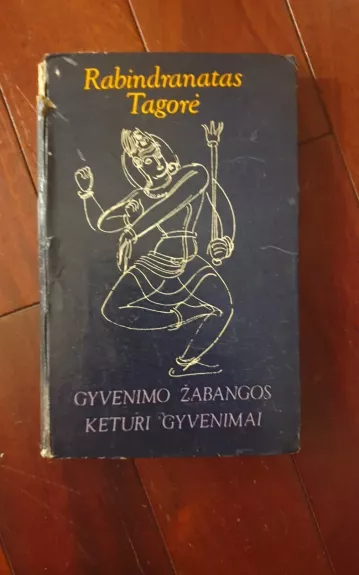 Rabindranatas
Tagorė
GYVENIMO ŽABANGOS
KETURI GYVENIMAI